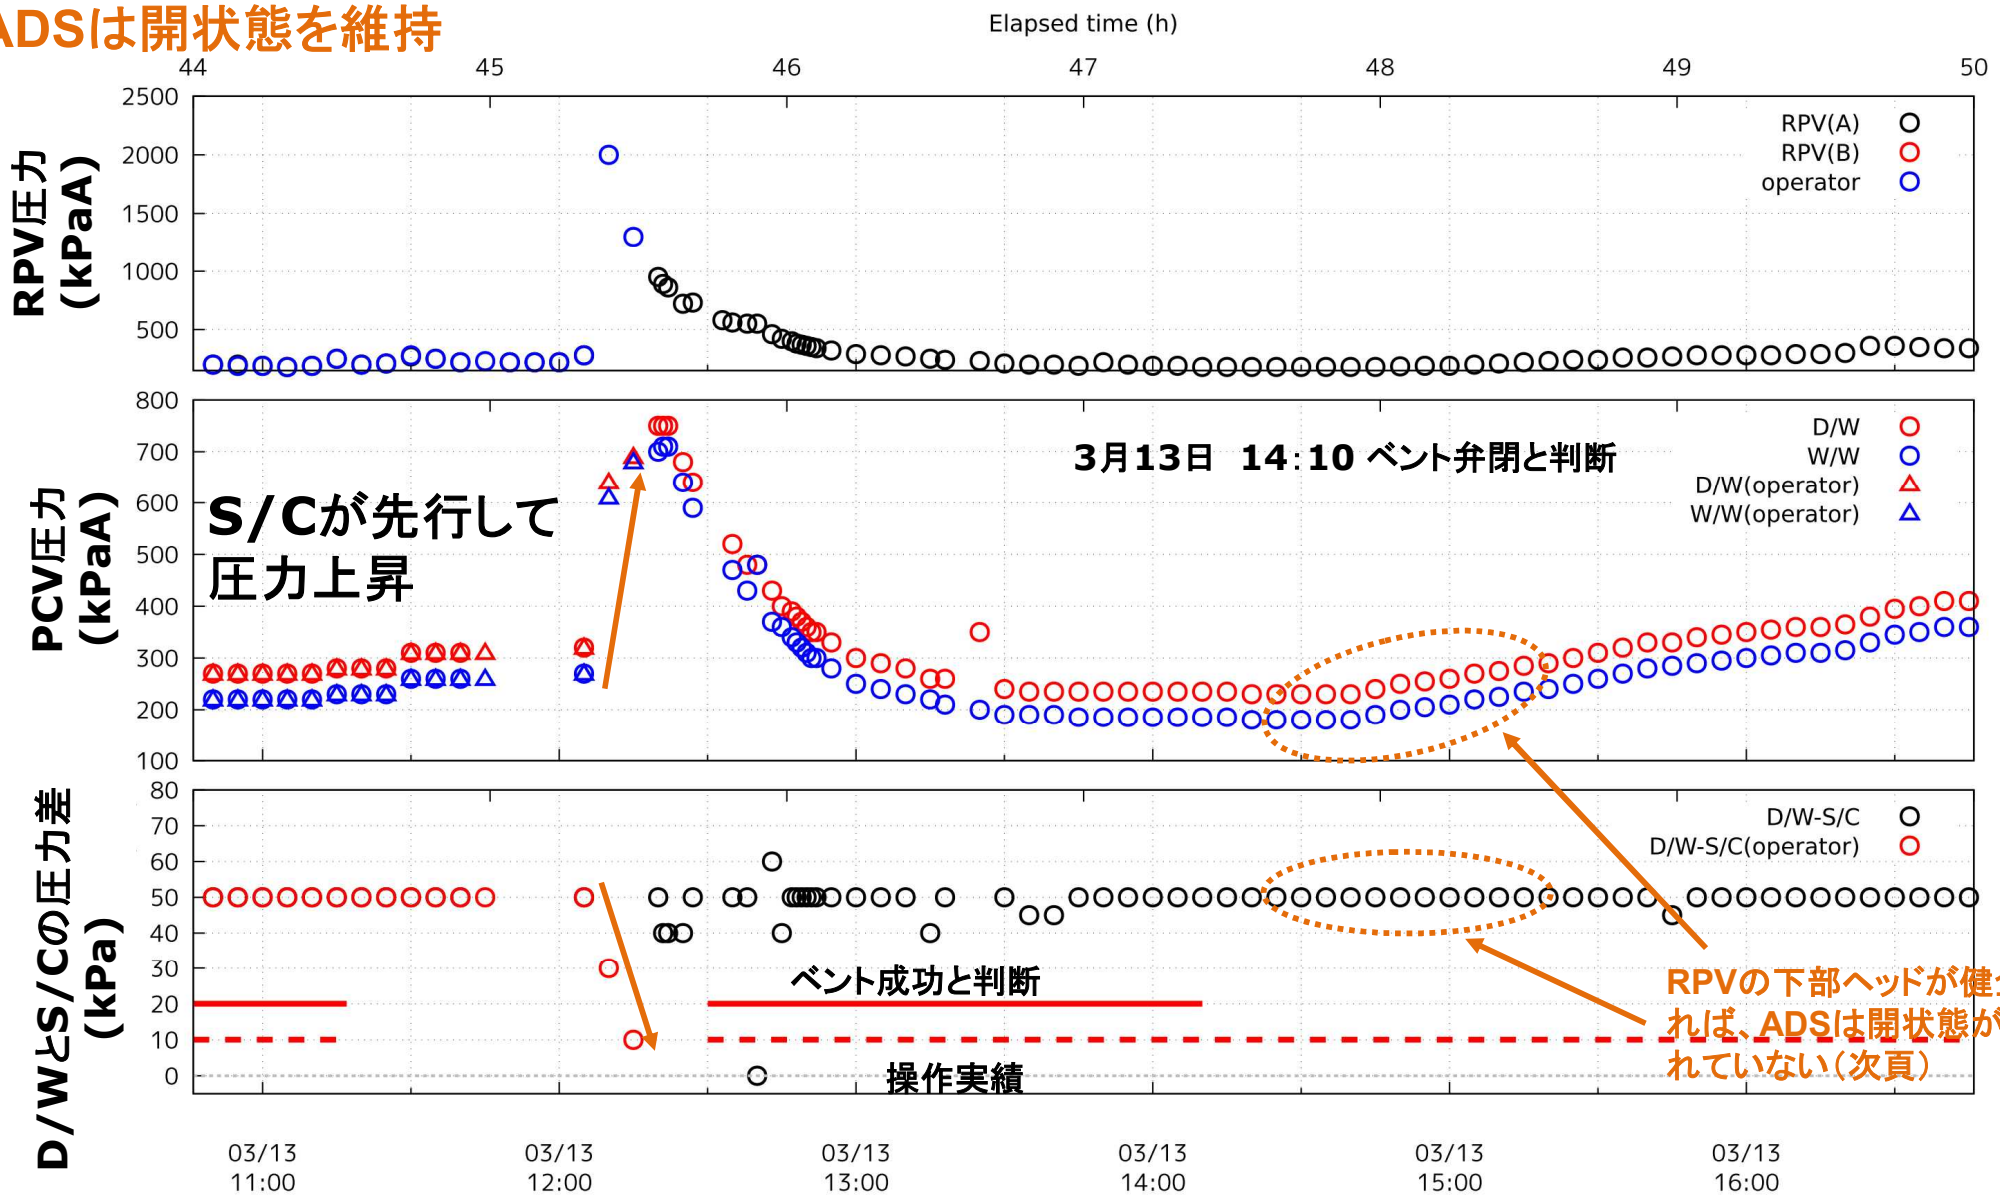 ADSは開状態を維持
Elapsed time (h)
44 45 46 47 48 49 50
RPV圧力
(kPaA)
2500
2000
1500
1000
500
RPV(A)
RPV(B)
operator
PCV圧力
(kPaA)
800
700
600
500
400
300
200
100
S/Cが先行して
圧力上昇
3月13日 14:10 ベント弁閉と判断
D/W
W/W
D/W(operator)
W/W(operator)
D/WとS/Cの圧力差
(kPa)
80
70
60
50
40
30
20
10
0
D/W-S/C
D/W-S/C(operator)
ベント成功と判断
操作実績
RPVの下部ヘッドが健全
れば、ADSは開状態が
れていない(次頁)
03/13 03/13 03/13 03/13 03/13 03/13
11:00 12:00 13:00 14:00 15:00 16:00